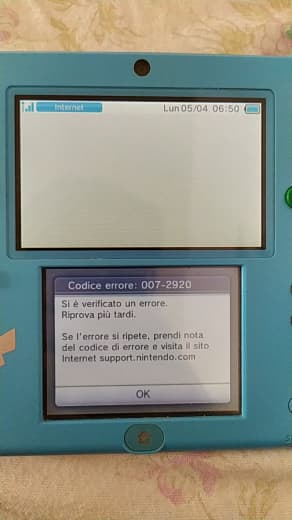 Internet
Lun 05/04 06:50
Codice errore: 007-2920
Si è verificato un errore.
Riprova più tardi.
Se l'errore si ripete, prendi nota
del codice di errore e visita il sito
Internet support.nintendo.com
OK